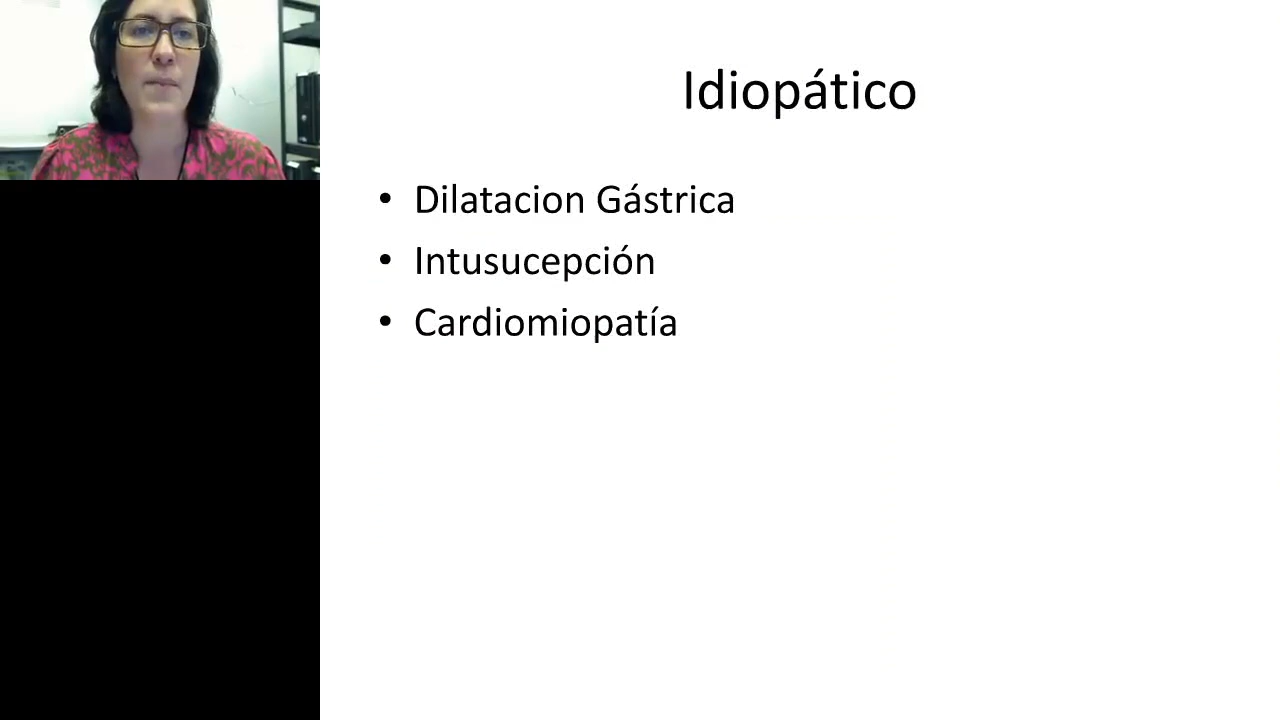 Idiopático
• Dilatacion Gástrica
• Intusucepción
• Cardiomiopatía